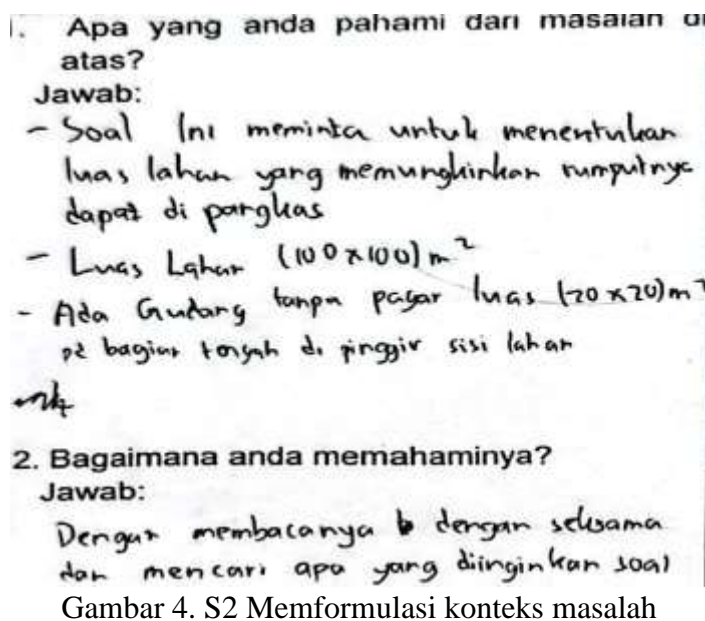 1. Apa yang anda pahami dari masalah di
atas?
Jawab:
- Soal Ini meminta untuk menentukan
luas lahan yang memungkinkan rumputnya
dapat di pangkas
- Luas Lahan (100 x 100) m²
- Ada Gudang tanpa pagar luas (20 x 20) m²
pd bagian tengah di pinggir sisi lahan
2. Bagaimana anda memahaminya?
Jawab:
Dengan membacanya dengan seksama
dan mencari apa yang diinginkan soal
Gambar 4. S2 Memformulasi konteks masalah